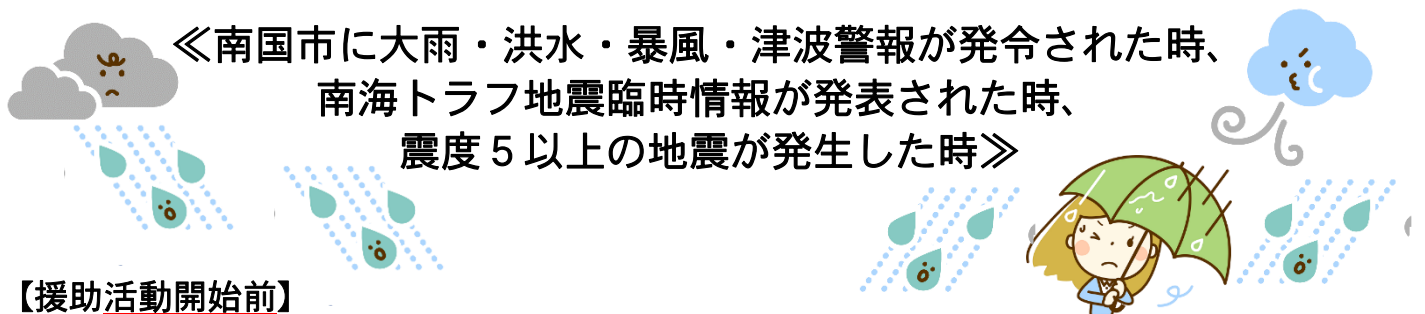 ≪南国市に大雨・洪水・暴風・津波警報が発令された時、
南海トラフ地震臨時情報が発表された時、
震度５以上の地震が発生した時≫
【援助活動開始前】